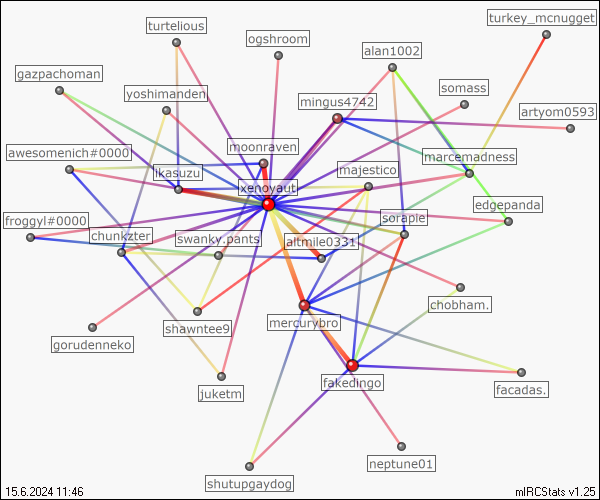 turkey_mcnugget
turtelious
ogshroom
alan1002
gazpachoman
somass
yoshimanden
mingus4742
artyom0593
moonraven
awesomenich#0000
marcemadness
ikasuzu
majestico
xenoyaut
edgepanda
froggyl#0000
soraple
chunkzter
swanky.pants
altmile0331
chobham.
mercurybro
shawntee9
gorudenneko
fakedingo
facadas.
juketm
neptune01
shutupgaydog
15.6.2024 11:46
mIRCStats v1.25